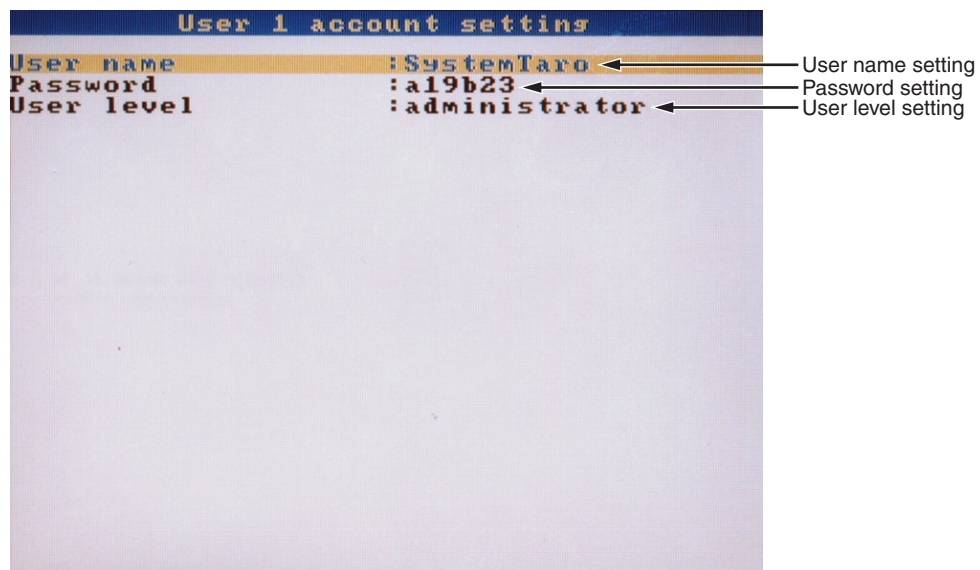 User 1 account setting
User name :SystemTaro
Password :a19b23
User level :administrator
User name setting
Password setting
User level setting